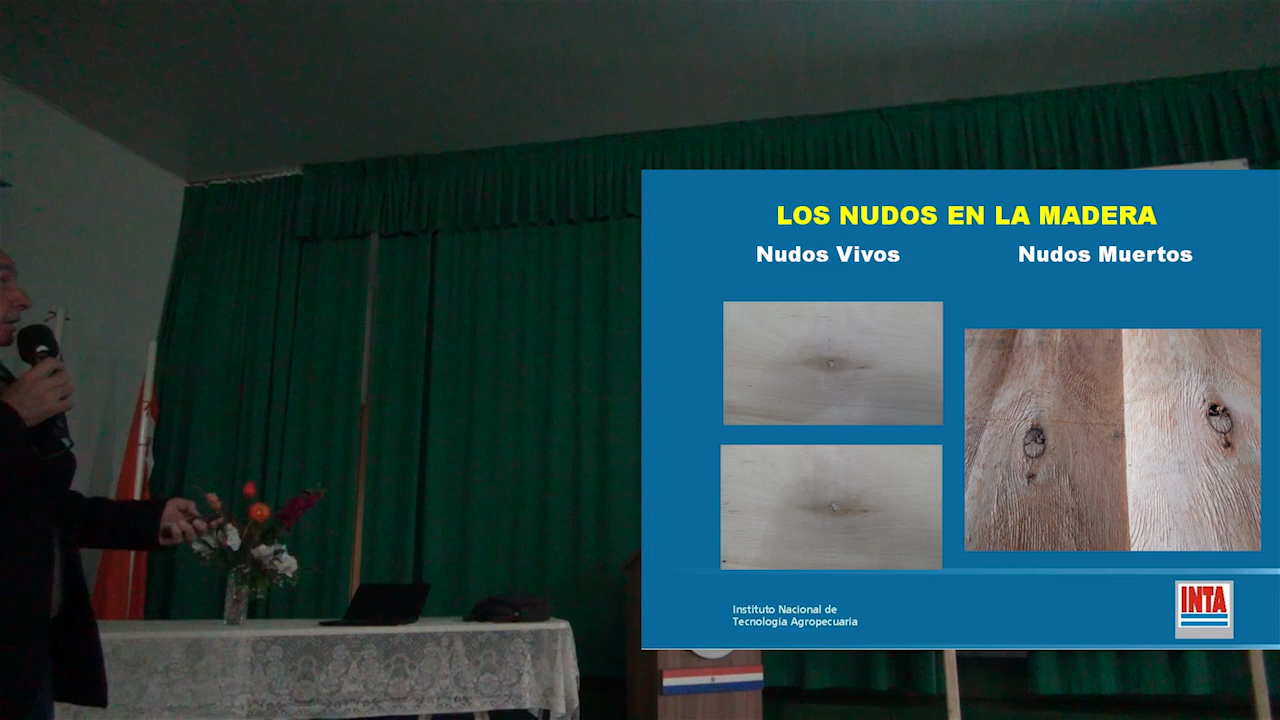 LOS NUDOS EN LA MADERA
Nudos Vivos
Nudos Muertos
Instituto Nacional de
Tecnología Agropecuaria
INTA